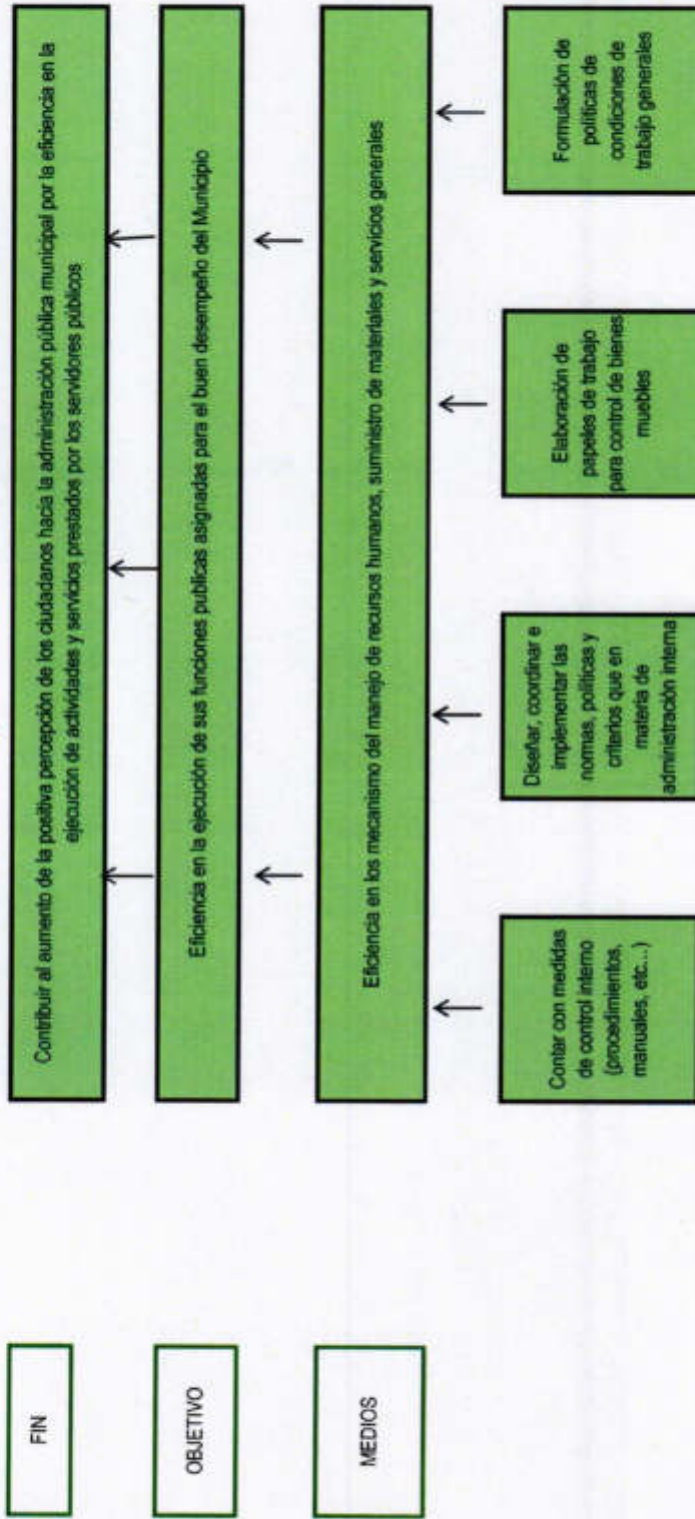 FIN
Contribuir al aumento de la positiva percepción de los ciudadanos hacia la administración pública municipal por la eficiencia en la
ejecución de actividades y servicios prestados por los servidores públicos
OBJETIVO
Eficiencia en la ejecución de sus funciones publicas asignadas para el buen desempeño del Municipio
MEDIOS
Eficiencia en los mecanismo del manejo de recursos humanos, suministro de materiales y servicios generales
Contar con medidas
de control interno
(procedimientos,
manuales, etc...)
Diseñar, coordinar e
implementar las
normas, políticas y
criterios que en
materia de
administración interna
Elaboración de
papeles de trabajo
para control de bienes
muebles
Formulación de
políticas de
condiciones de
trabajo generales